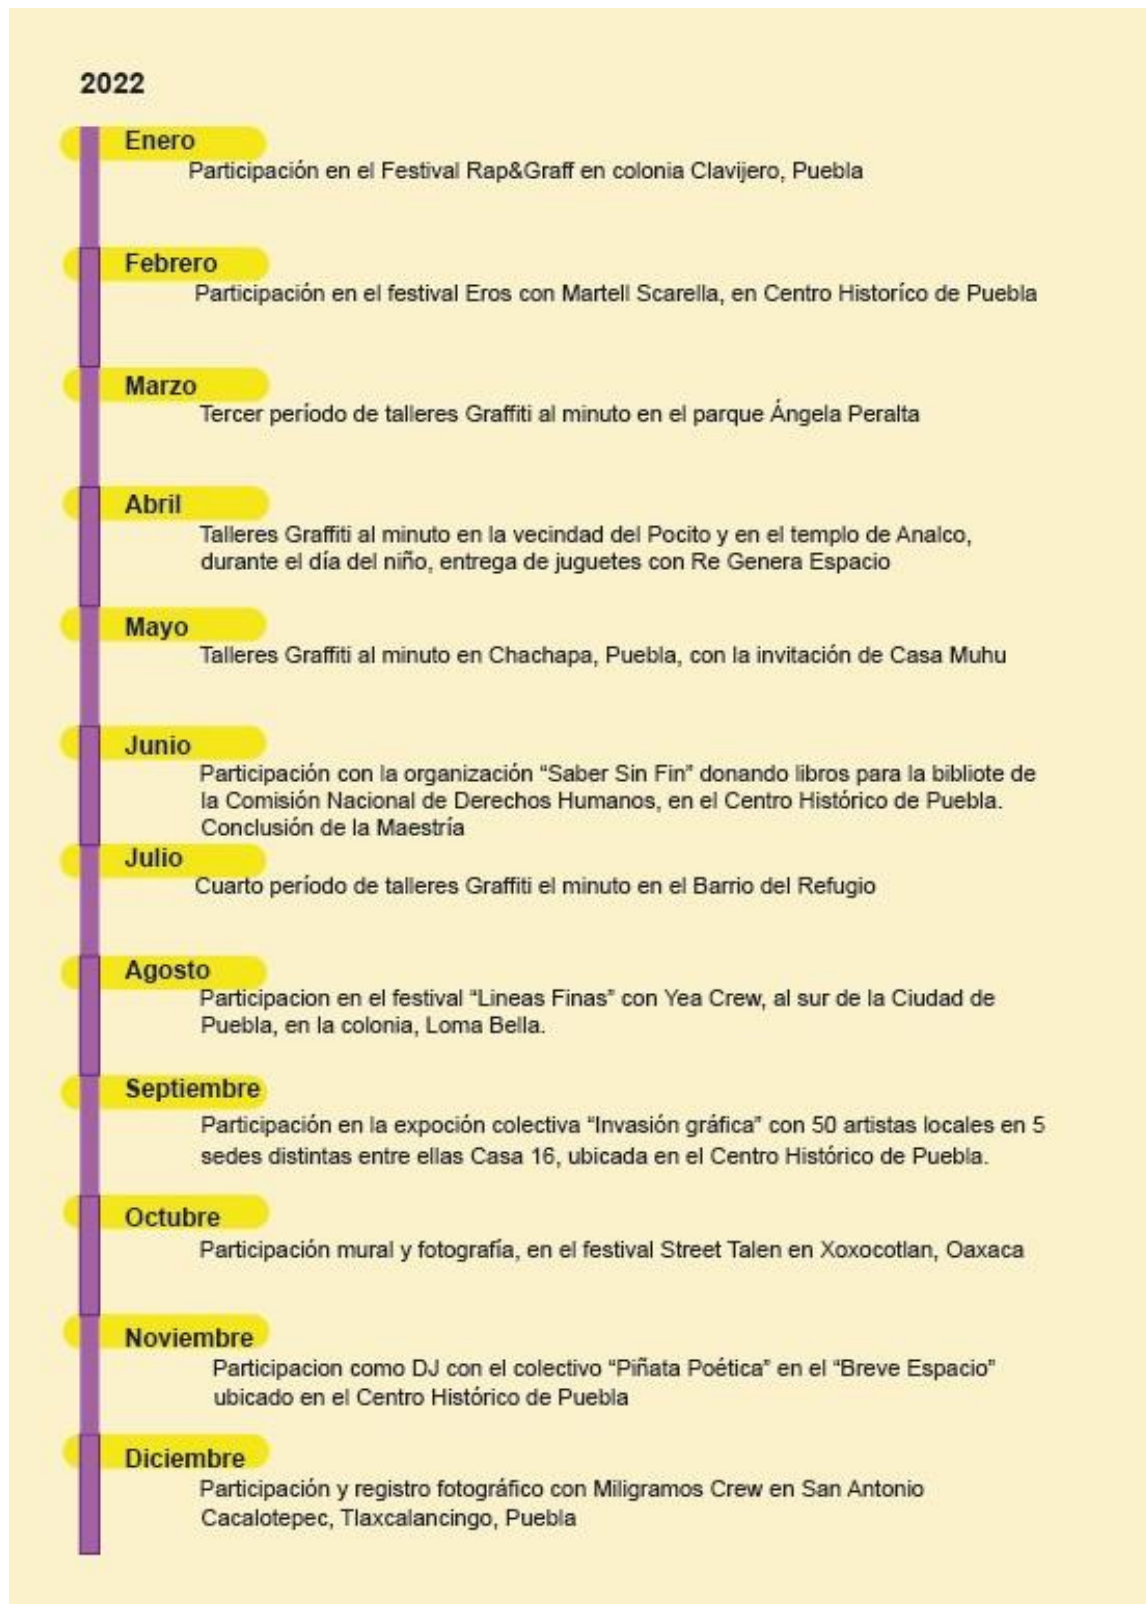 2022
Enero
Participación en el Festival Rap&Graff en colonia Clavijero, Puebla
Febrero
Participación en el festival Eros con Martell Scarella, en Centro Historíco de Puebla
Marzo
Tercer período de talleres Graffiti al minuto en el parque Ángela Peralta
Abril
Talleres Graffiti al minuto en la vecindad del Pocito y en el templo de Analco,
durante el día del niño, entrega de juguetes con Re Genera Espacio
Mayo
Talleres Graffiti al minuto en Chachapa, Puebla, con la invitación de Casa Muhu
Junio
Participación con la organización “Saber Sin Fin” donando libros para la bibliote de
la Comisión Nacional de Derechos Humanos, en el Centro Histórico de Puebla.
Conclusión de la Maestría
Julio
Cuarto período de talleres Graffiti el minuto en el Barrio del Refugio
Agosto
Participacion en el festival “Lineas Finas” con Yea Crew, al sur de la Ciudad de
Puebla, en la colonia, Loma Bella.
Septiembre
Participación en la expoción colectiva “Invasión gráfica” con 50 artistas locales en 5
sedes distintas entre ellas Casa 16, ubicada en el Centro Histórico de Puebla.
Octubre
Participación mural y fotografía, en el festival Street Talen en Xoxocotlan, Oaxaca
Noviembre
Participacion como DJ con el colectivo “Piñata Poética” en el “Breve Espacio”
ubicado en el Centro Histórico de Puebla
Diciembre
Participación y registro fotográfico con Miligramos Crew en San Antonio
Cacalotepec, Tlaxcalancingo, Puebla